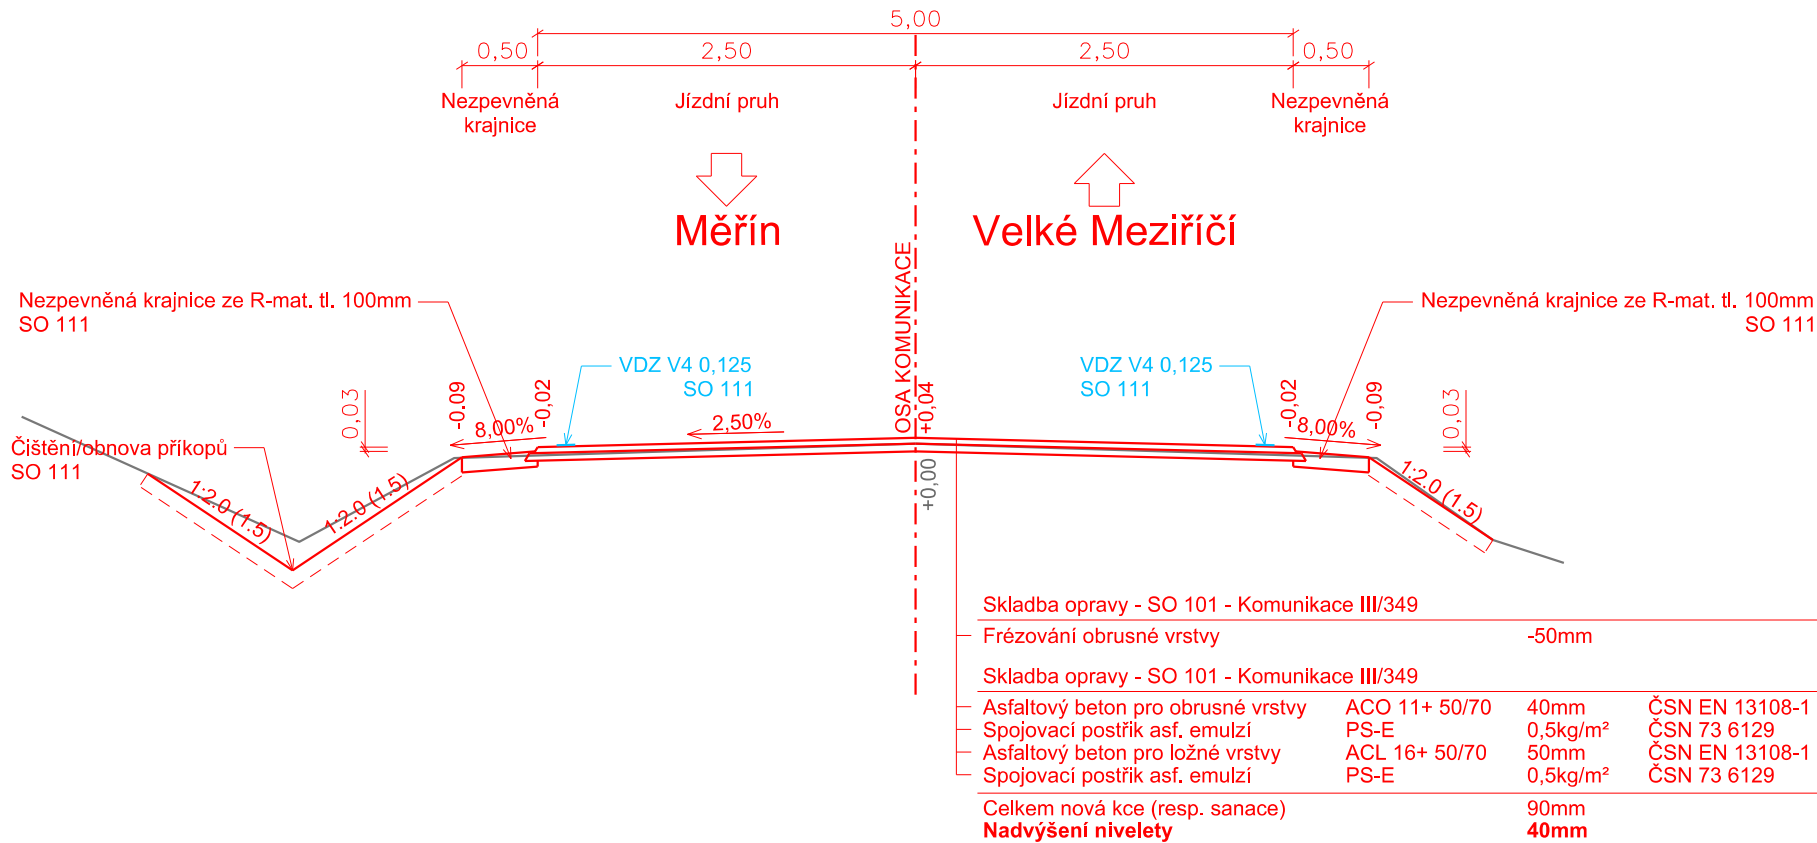 5,00
0,50
2,50
2,50
0,50
Nezpevněná
krajnice
Jízdní pruh
Jízdní pruh
Nezpevněná
krajnice
Měřín
Velké Meziříčí
OSA KOMUNIKACE
Nezpevněná krajnice ze R-mat. tl. 100mm
SO 111
Nezpevněná krajnice ze R-mat. tl. 100mm
SO 111
VDZ V4 0,125
SO 111
VDZ V4 0,125
SO 111
0,03
-0.09
-0,02
+0,04
-0,02
-0,09
0,03
8,00%
2,50%
8,00%
Čištění/obnova příkopů
SO 111
1:2.0 (1.5)
1:2.0 (1.5)
+0,00
1:2.0 (1.5)
Skladba opravy - SO 101 - Komunikace III/349
Frézování obrusné vrstvy -50mm
Skladba opravy - SO 101 - Komunikace III/349
Asfaltový beton pro obrusné vrstvy ACO 11+ 50/70 40mm ČSN EN 13108-1
Spojovací postřik asf. emulzí PS-E 0,5kg/m² ČSN 73 6129
Asfaltový beton pro ložné vrstvy ACL 16+ 50/70 50mm ČSN EN 13108-1
Spojovací postřik asf. emulzí PS-E 0,5kg/m² ČSN 73 6129
Celkem nová kce (resp. sanace) 90mm
Nadvýšení nivelety 40mm